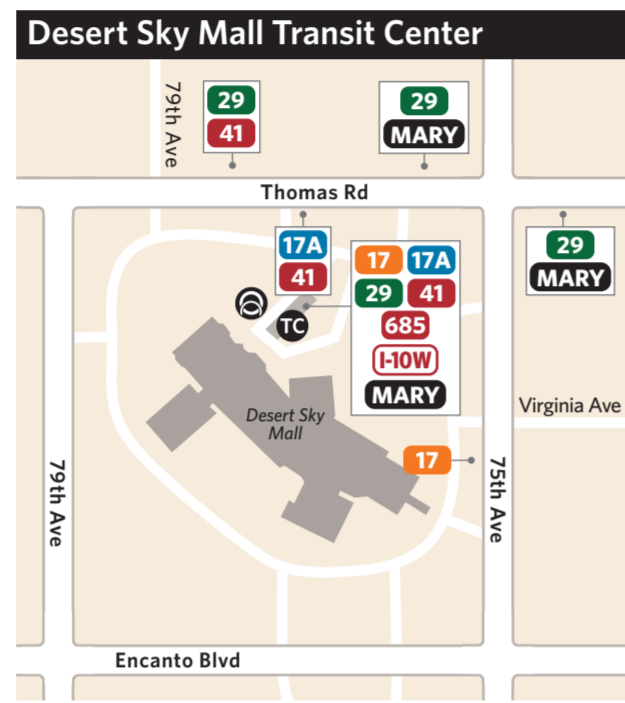 Desert Sky Mall Transit Center
79th Ave
29
41
29
MARY
Thomas Rd
17A
41
17 17A
29 41
685
I-10W
MARY
29
MARY
TC
Desert Sky
Mall
Virginia Ave
17
79th Ave
75th Ave
Encanto Blvd